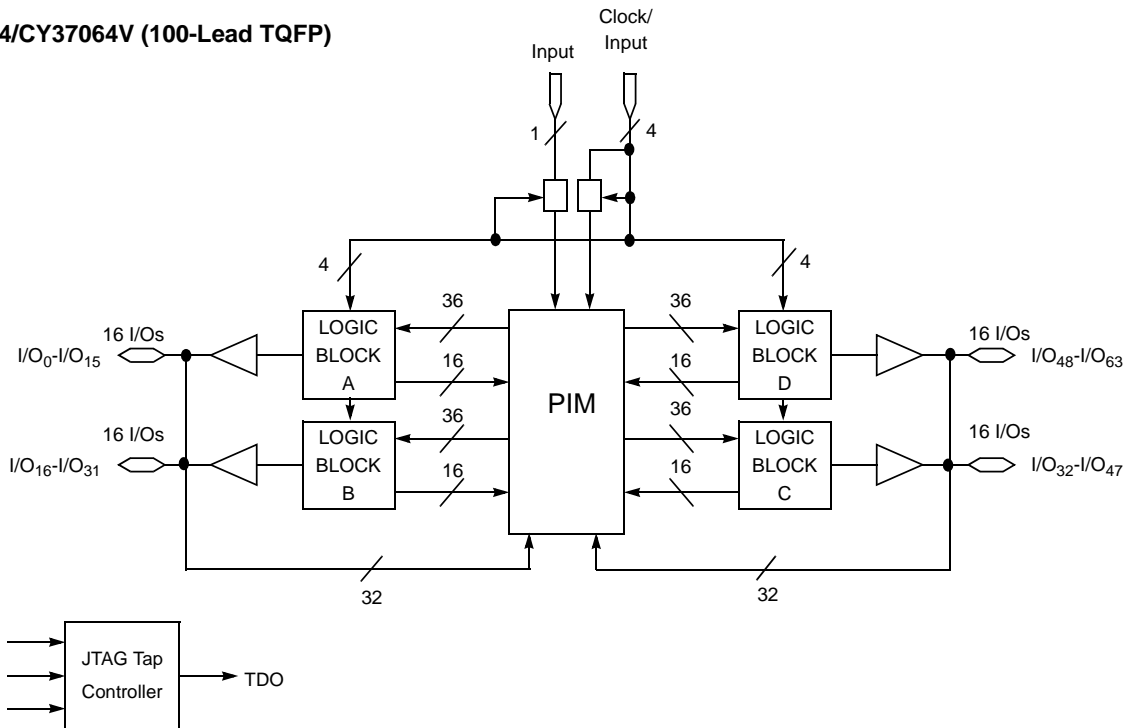 4/CY37064V (100-Lead TQFP)
Clock/
Input
Input
1
4
4
4
36
36
16 I/Os
LOGIC
BLOCK
A
I/O0-I/O15
16
PIM
16
LOGIC
BLOCK
D
16 I/Os
I/O48-I/O63
36
36
16 I/Os
LOGIC
BLOCK
B
I/O16-I/O31
16
16
LOGIC
BLOCK
C
16 I/Os
I/O32-I/O47
32
32
JTAG Tap
Controller
TDO